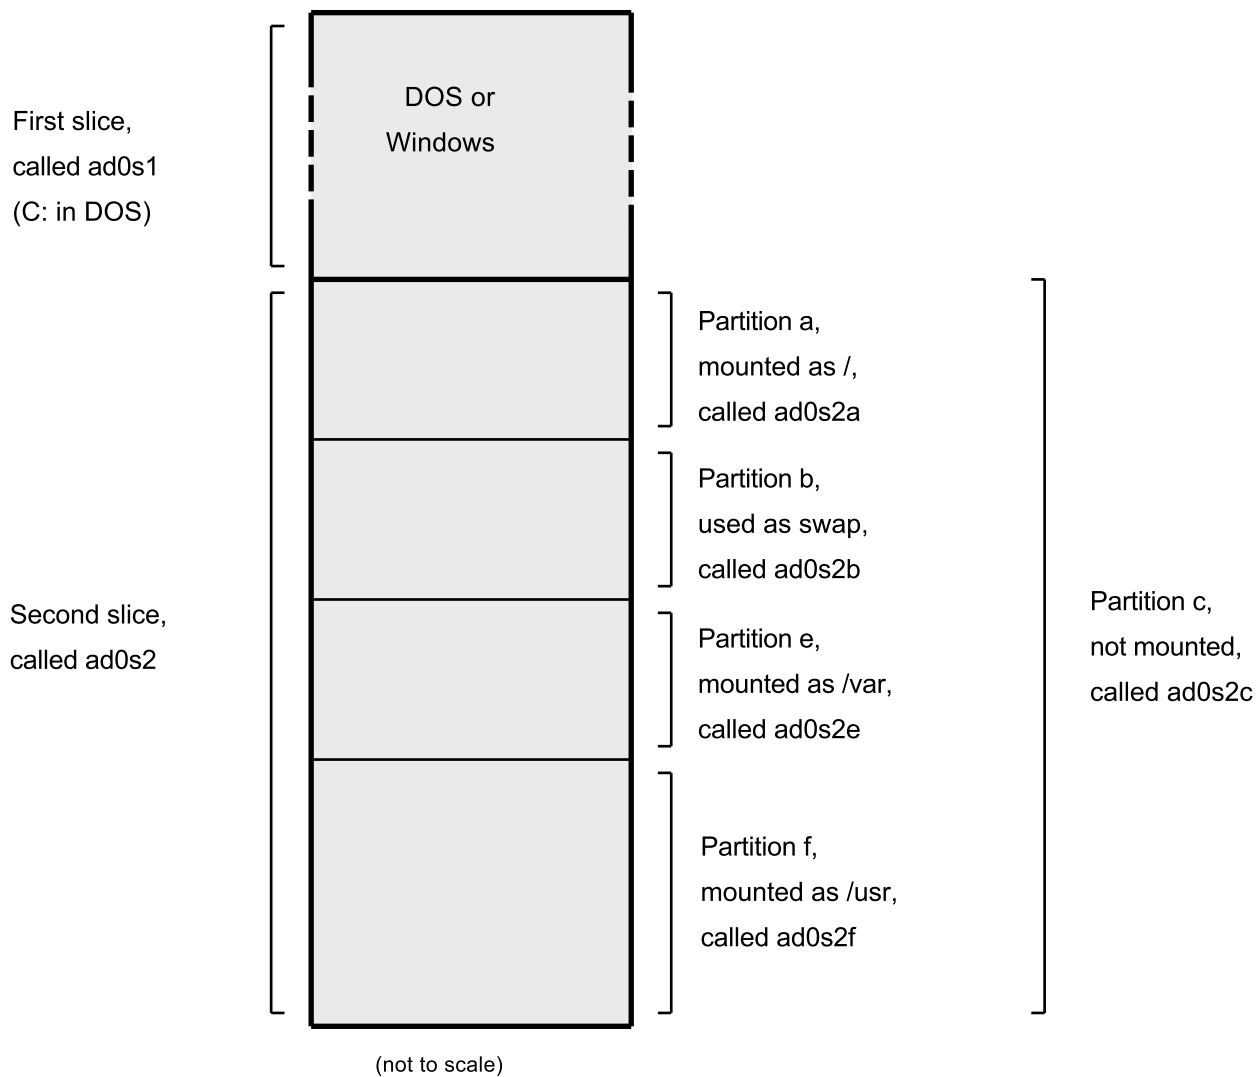 DOS or
Windows
First slice,
called ad0s1
(C: in DOS)
Partition a,
mounted as /,
called ad0s2a
Partition b,
used as swap,
called ad0s2b
Second slice,
called ad0s2
Partition c,
not mounted,
called ad0s2c
Partition e,
mounted as /var,
called ad0s2e
Partition f,
mounted as /usr,
called ad0s2f
(not to scale)